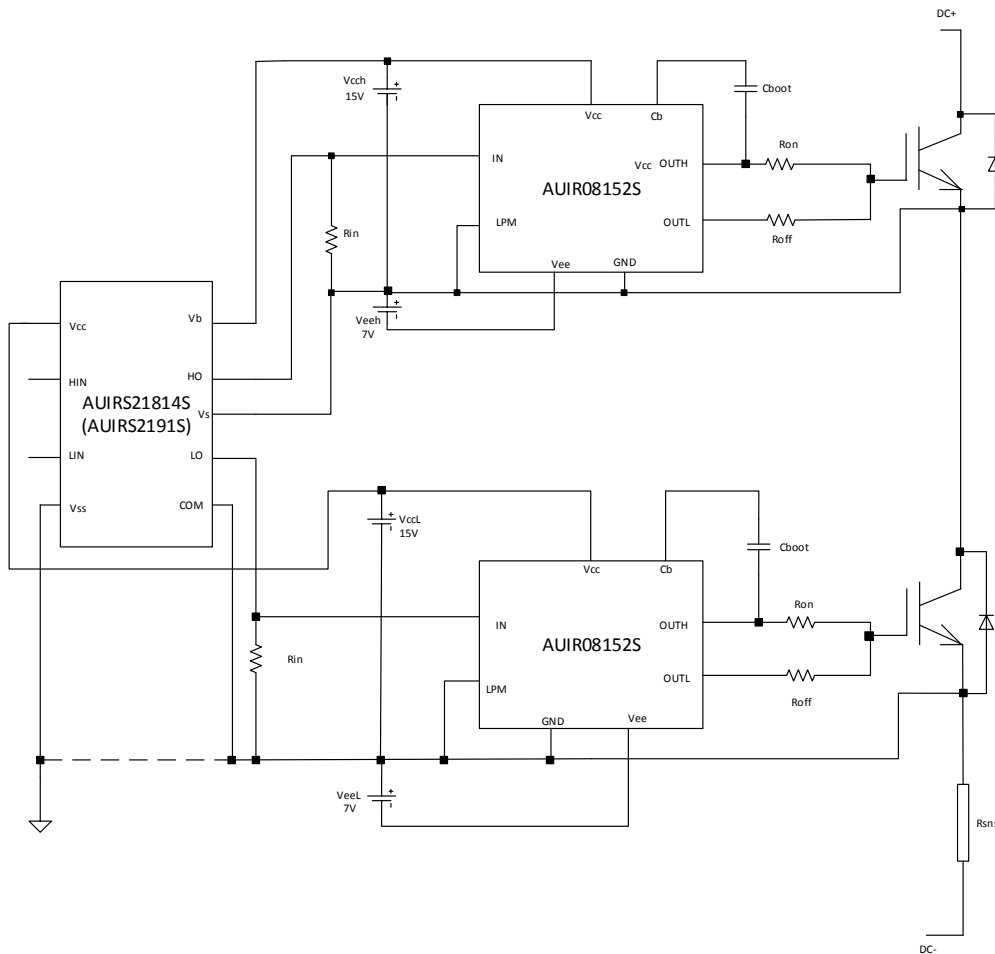 DC+
Vcch
15V
+
Cboot
Vcc
Cb
Ron
IN
Vcc
OUTH
AUIR08152S
LPM
OUTL
Rin
Roff
Vee
GND
Veeh
7V
+
Vcc
Vb
HIN
HO
AUIRS21814S
(AUIRS2191S)
Vs
LIN
LO
Vss
COM
VccL
15V
+
Cboot
Vcc
Cb
Ron
IN
OUTH
AUIR08152S
Rin
LPM
OUTL
Roff
GND
Vee
VeeL
7V
+
Rsns
DC-